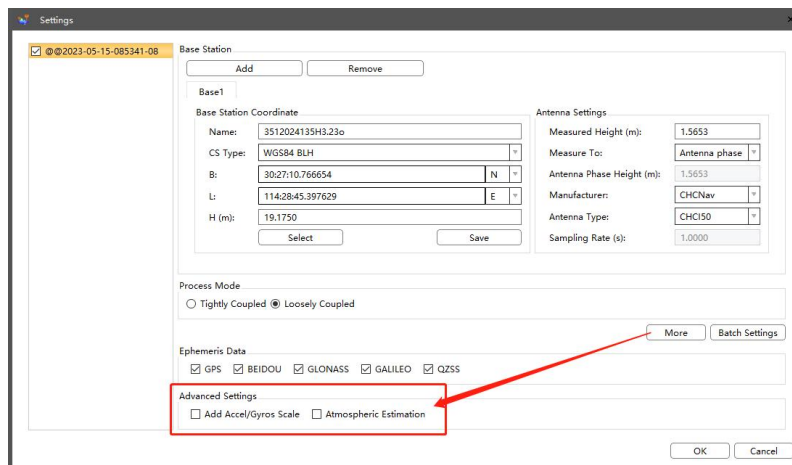 Settings
@@2023-05-15-085341-08
Base Station
Add Remove
Base1
Base Station Coordinate
Name: 3512024135H3.23o
CS Type: WGS84 BLH
B: 30:27:10.766654 N
L: 114:28:45.397629 E
H (m): 19.1750
Select Save
Antenna Settings
Measured Height (m): 1.5653
Measure To: Antenna phase
Antenna Phase Height (m): 1.5653
Manufacturer: CHCNav
Antenna Type: CHCI50
Sampling Rate (s): 1.0000
Process Mode
Tightly Coupled Loosely Coupled
More Batch Settings
Ephemeris Data
GPS BEIDOU GLONASS GALILEO QZSS
Advanced Settings
Add Accel/Gyros Scale Atmospheric Estimation
OK Cancel